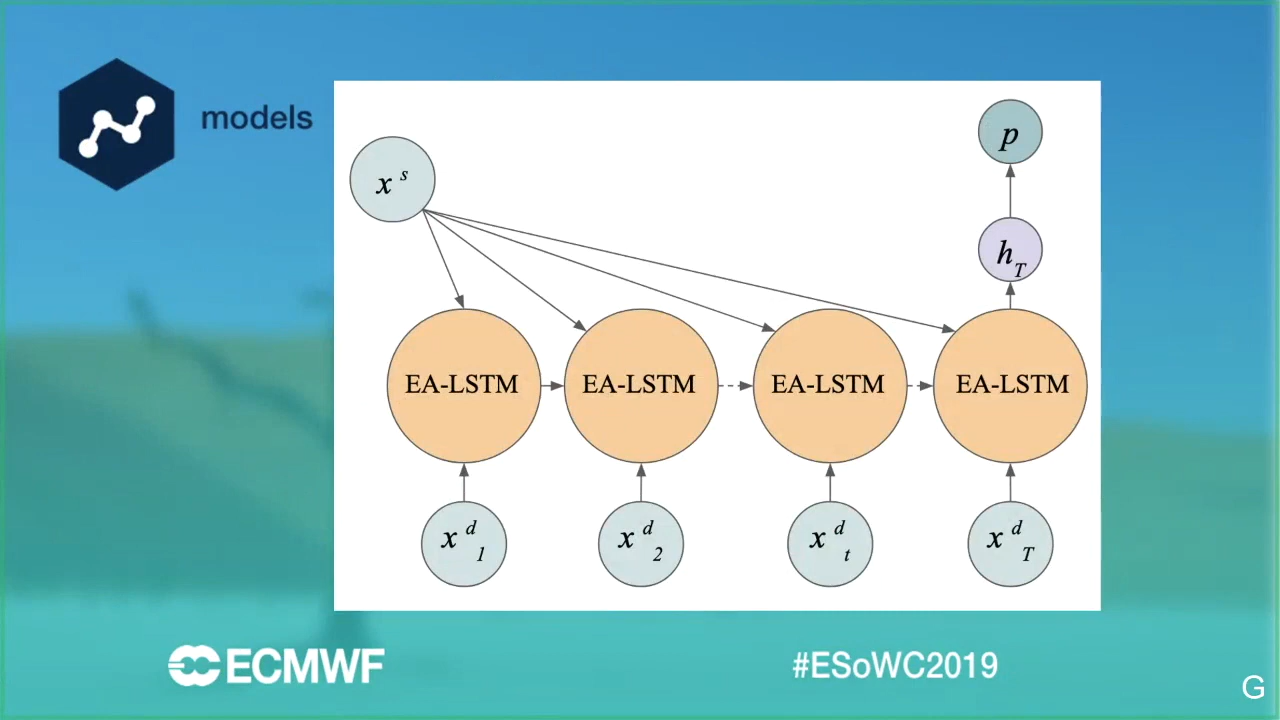 models
x s
p
h T
EA-LSTM EA-LSTM EA-LSTM EA-LSTM
x d 1 x d 2 x d t x d T
ECMWF
#ESoWC2019
G